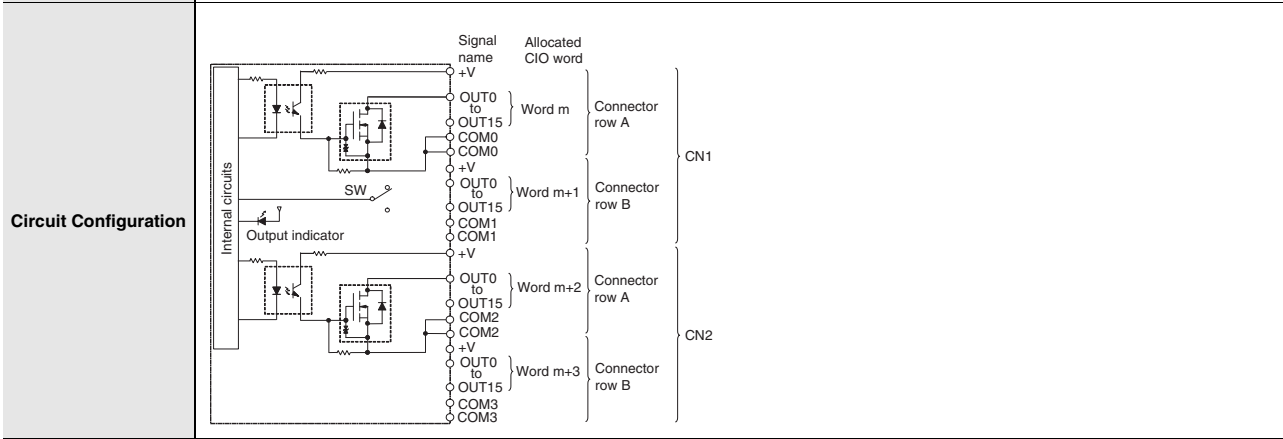 Circuit Configuration
Signal name
Allocated CIO word
+V
OUT0
to
OUT15
Word m
COM0
COM0
Connector row A
+V
OUT0
to
OUT15
Word m+1
COM1
COM1
Connector row B
CN1
+V
OUT0
to
OUT15
Word m+2
COM2
COM2
Connector row A
+V
OUT0
to
OUT15
Word m+3
COM3
COM3
Connector row B
CN2
Internal circuits
SW
Output indicator